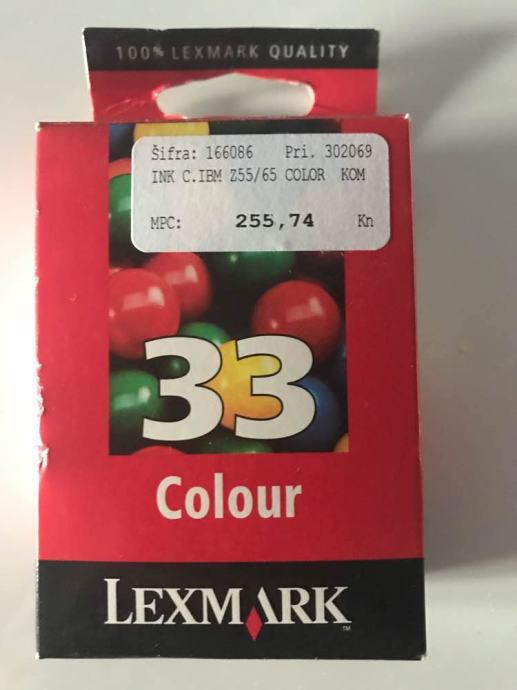 100% LEXMARK QUALITY
Šifra: 166086 Pri. 302069
INK C.IBM Z55/65 COLOR KOM
MPC: 255,74 Kn
33
Colour
LEXMARK™